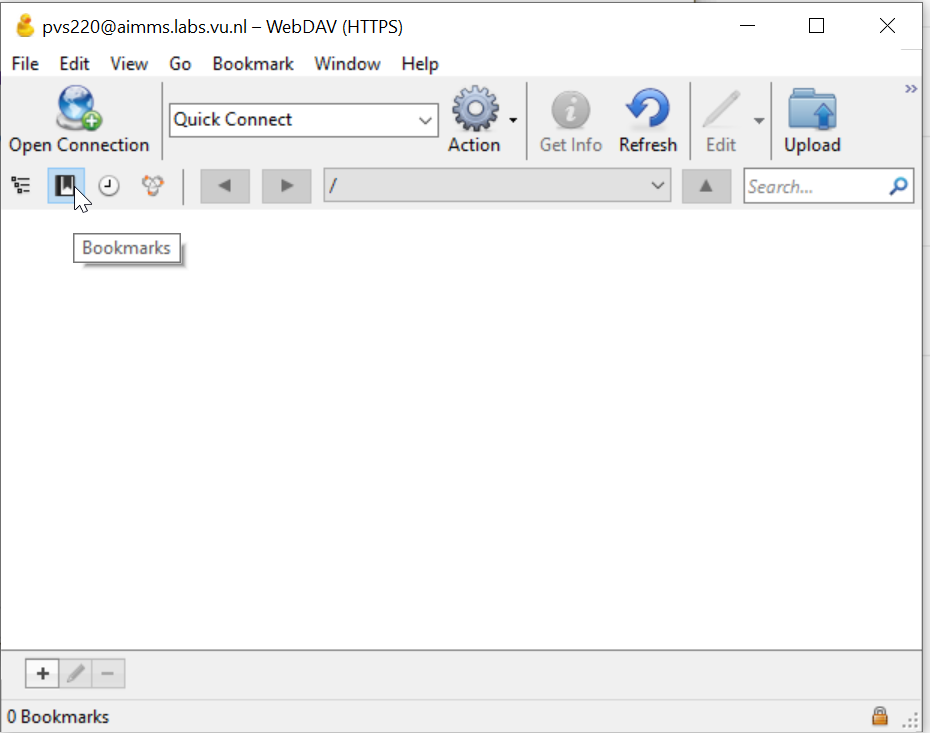 pvs220@aimms.labs.vu.nl – WebDAV (HTTPS)
File Edit View Go Bookmark Window Help
Open Connection
Quick Connect
Action
Get Info
Refresh
Edit
Upload
/
Search...
Bookmarks
0 Bookmarks